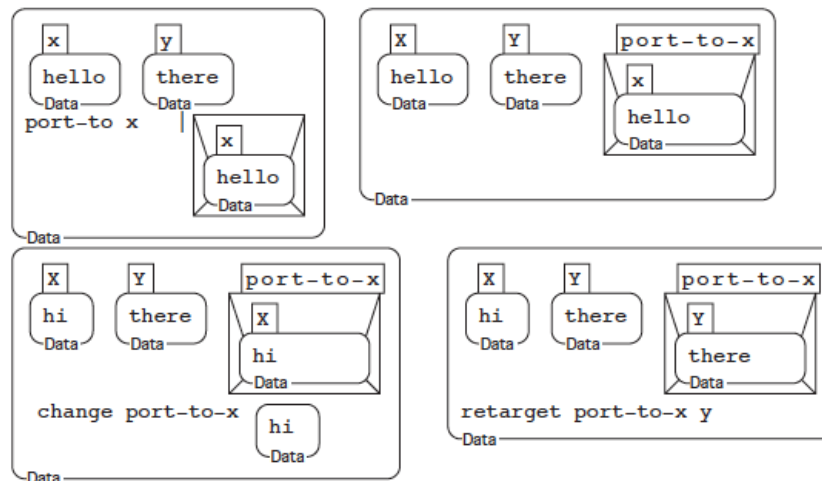 x y
hello there
Data Data
port-to x |
x
hello
Data
Data
X Y port-to-x
hello there
Data Data
x
hello
Data
Data
X Y port-to-x
hi there
Data Data
X
hi
Data
change port-to-x
hi
Data
Data
X Y port-to-x
hi there
Data Data
Y
there
Data
retarget port-to-x y
Data